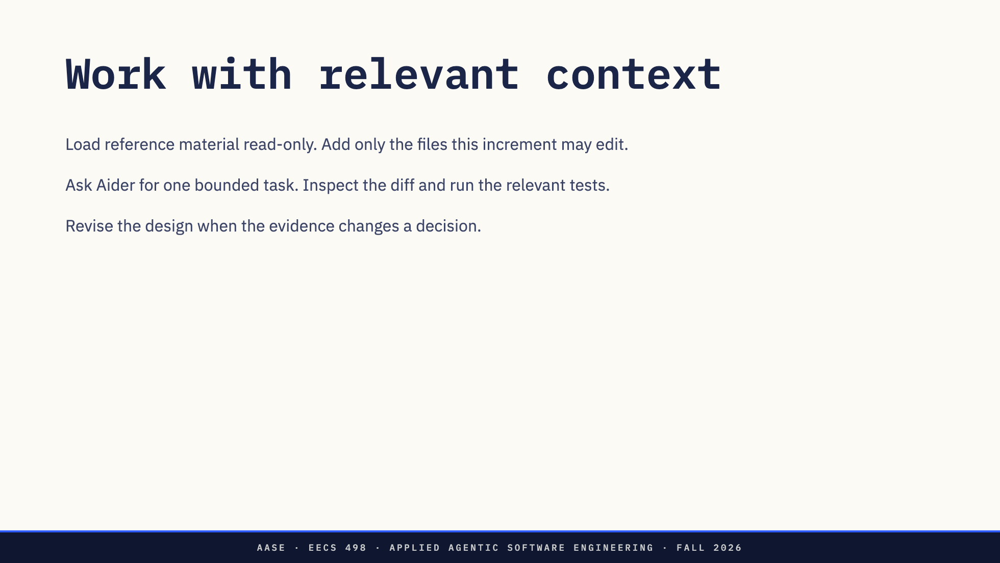 Work with relevant context
Load reference material read-only. Add only the files this increment may edit.
Ask Aider for one bounded task. Inspect the diff and run the relevant tests.
Revise the design when the evidence changes a decision.
AASE · EECS 498 · APPLIED AGENTIC SOFTWARE ENGINEERING · FALL 2026